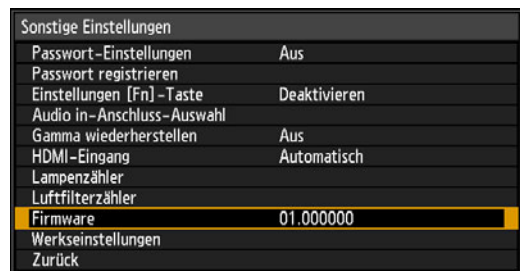 Sonstige Einstellungen
Passwort-Einstellungen Aus
Passwort registrieren
Einstellungen [Fn]-Taste Deaktivieren
Audio in-Anschluss-Auswahl
Gamma wiederherstellen Aus
HDMI-Eingang Automatisch
Lampenzähler
Luftfilterzähler
Firmware 01.000000
Werkseinstellungen
Zurück